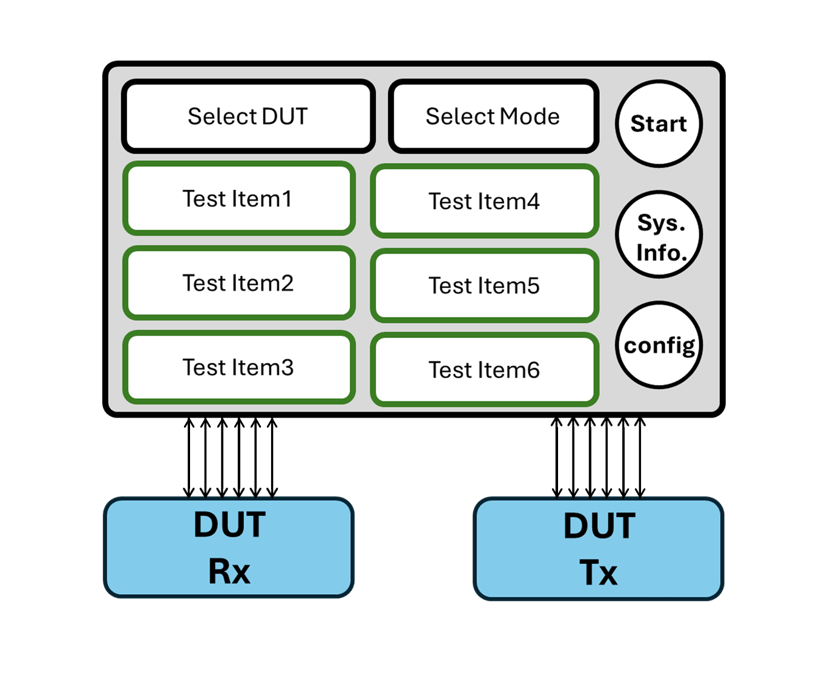 Select DUT
Select Mode
Start
Test Item1
Test Item4
Sys.
Info.
Test Item2
Test Item5
Test Item3
Test Item6
config
DUT
Rx
DUT
Tx